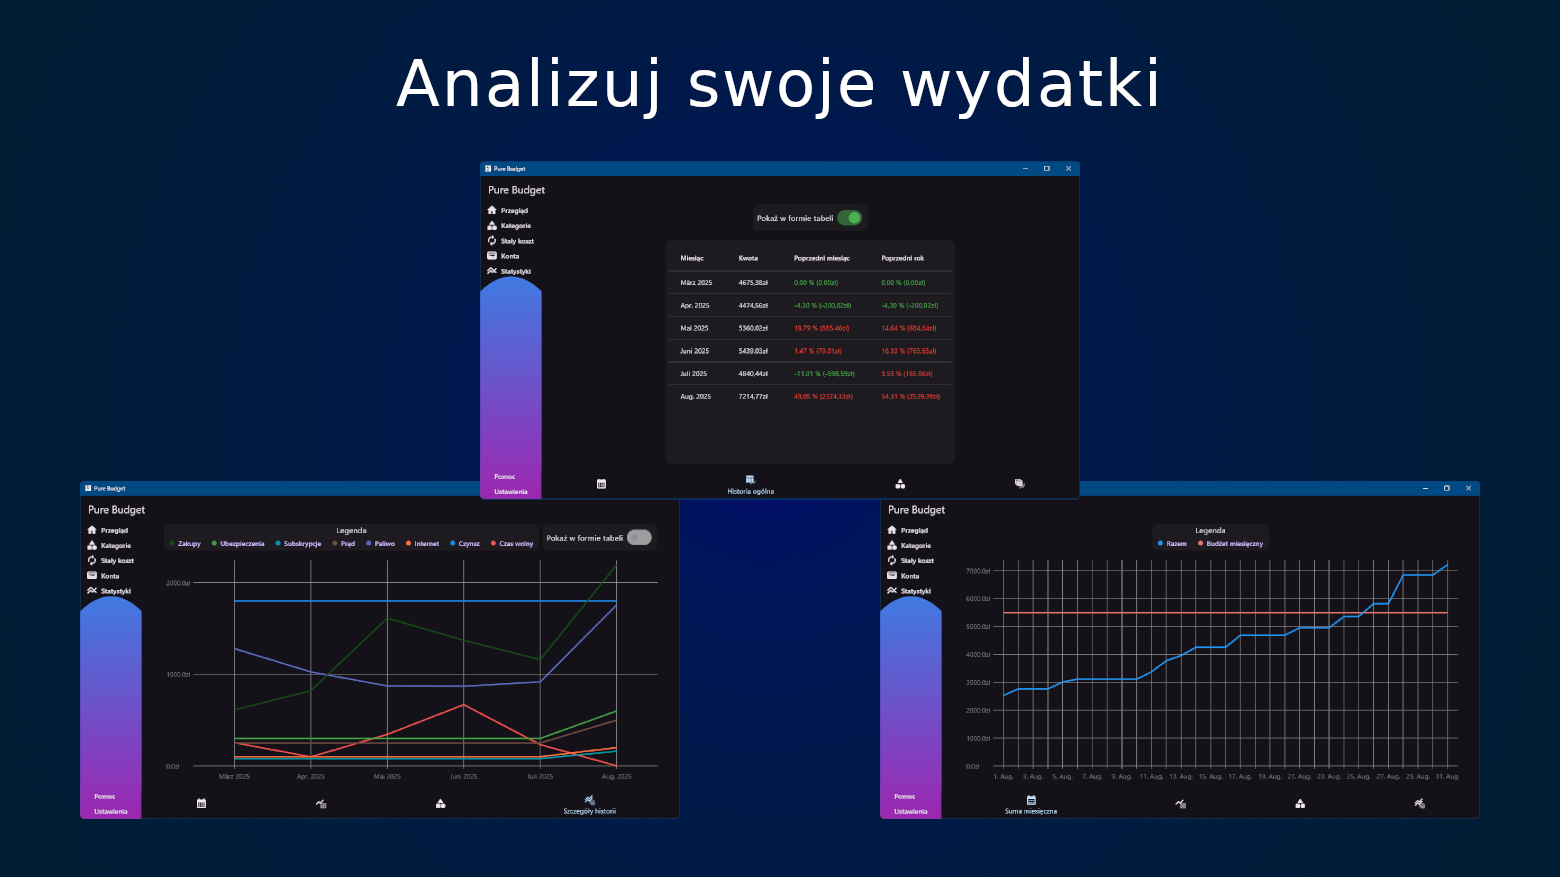 Analizuj swoje wydatki
Pure Budget
Pure Budget
Przegląd
Kategorie
Stały koszt
Konta
Statystyki
Pomoc
Ustawienia
Pokaż w formie tabeli
Miesiąc Kwota Poprzedni miesiąc Poprzedni rok
März 2025 4675,38zł 0,00 % (0,00zł) 0,00 % (0,00zł)
Apr. 2025 4474,56zł -4,30 % (-200,82zł) -4,30 % (-200,82zł)
Mai 2025 5360,02zł 19,79 % (885,46zł) 14,64 % (684,64zł)
Juni 2025 5439,03zł 1,47 % (79,01zł) 16,33 % (763,65zł)
Juli 2025 4840,44zł -11,01 % (-598,59zł) 3,53 % (165,06zł)
Aug. 2025 7214,77zł 49,05 % (2374,33zł) 54,31 % (2539,39zł)
Historia ogólna
Pure Budget
Pure Budget
Przegląd
Kategorie
Stały koszt
Konta
Statystyki
Pomoc
Ustawienia
Legenda
Zakupy Ubezpieczenia Subskrypcje Prąd Paliwo Internet Czynsz Czas wolny
Pokaż w formie tabeli
2000.0zł
1000.0zł
0.0zł
März 2025 Apr. 2025 Mai 2025 Juni 2025 Juli 2025 Aug. 2025
Szczegóły historii
Pure Budget
Przegląd
Kategorie
Stały koszt
Konta
Statystyki
Pomoc
Ustawienia
Legenda
Razem Budżet miesięczny
7000.0zł
6000.0zł
5000.0zł
4000.0zł
3000.0zł
2000.0zł
1000.0zł
0.0zł
1. Aug. 3. Aug. 5. Aug. 7. Aug. 9. Aug. 11. Aug. 13. Aug. 15. Aug. 17. Aug. 19. Aug. 21. Aug. 23. Aug. 25. Aug. 27. Aug. 29. Aug. 31. Aug.
Suma miesięczna